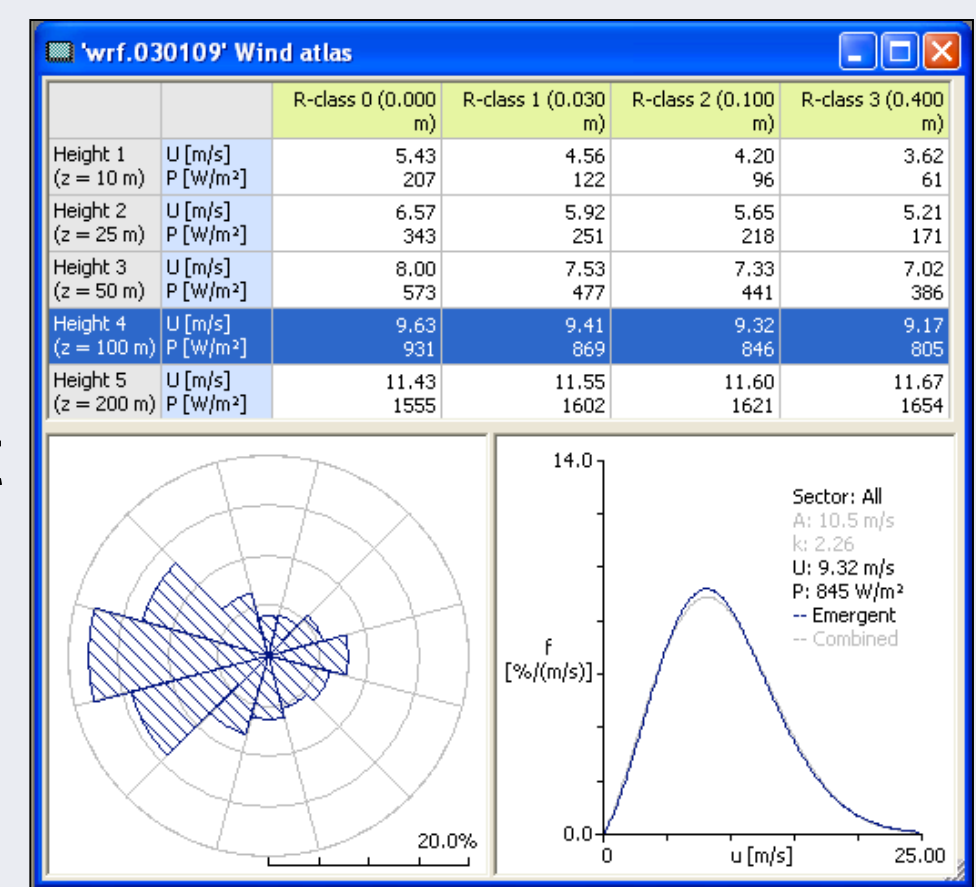 'wrf.030109' Wind atlas
R-class 0 (0.000 m) R-class 1 (0.030 m) R-class 2 (0.100 m) R-class 3 (0.400 m)
Height 1 U [m/s] 5.43 4.56 4.20 3.62
(z = 10 m) P [W/m²] 207 122 96 61
Height 2 U [m/s] 6.57 5.92 5.65 5.21
(z = 25 m) P [W/m²] 343 251 218 171
Height 3 U [m/s] 8.00 7.53 7.33 7.02
(z = 50 m) P [W/m²] 573 477 441 386
Height 4 U [m/s] 9.63 9.41 9.32 9.17
(z = 100 m) P [W/m²] 931 869 846 805
Height 5 U [m/s] 11.43 11.55 11.60 11.67
(z = 200 m) P [W/m²] 1555 1602 1621 1654
20.0%
14.0
Sector: All
A: 10.5 m/s
k: 2.26
U: 9.32 m/s
P: 845 W/m²
-- Emergent
-- Combined
f
[%/(m/s)]
0.0
0 u [m/s] 25.00